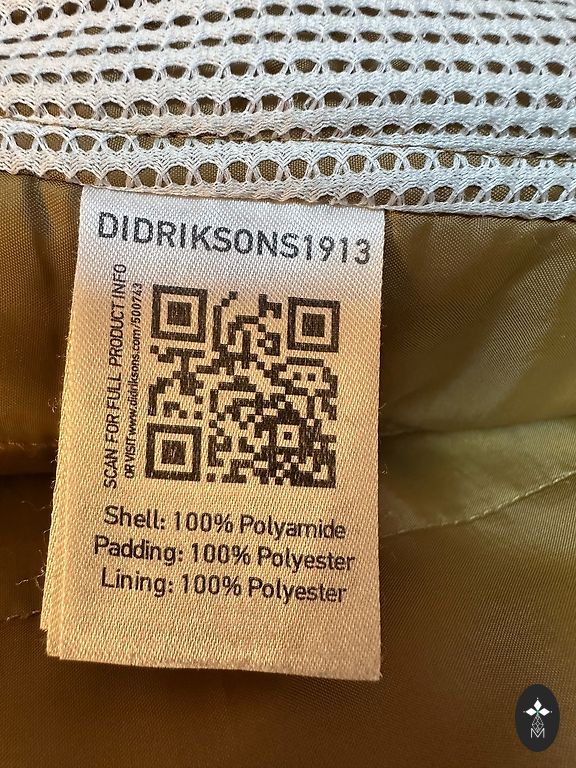 DIDRIKSONS1913
SCAN FOR FULL PRODUCT INFO
OR VISIT www.didriksons.com/500743
Shell: 100% Polyamide
Padding: 100% Polyester
Lining: 100% Polyester
M